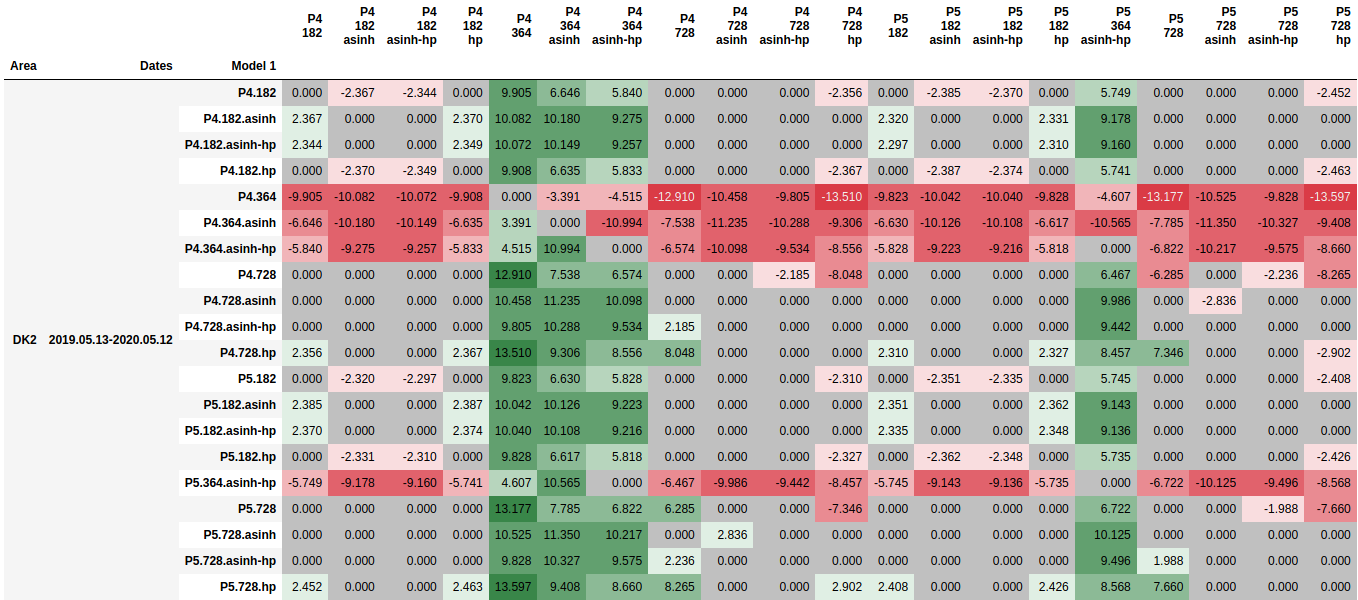 P4 182 P4 182 asinh P4 182 asinh-hp P4 182 hp P4 364 P4 364 asinh P4 364 asinh-hp P4 728 P4 728 asinh P4 728 asinh-hp P4 728 hp P5 182 P5 182 asinh P5 182 asinh-hp P5 182 hp P5 364 asinh-hp P5 728 P5 728 asinh P5 728 asinh-hp P5 728 hp
Area Dates Model 1
P4.182 0.000 -2.367 -2.344 0.000 9.905 6.646 5.840 0.000 0.000 0.000 -2.356 0.000 -2.385 -2.370 0.000 5.749 0.000 0.000 0.000 -2.452
P4.182.asinh 2.367 0.000 0.000 2.370 10.082 10.180 9.275 0.000 0.000 0.000 0.000 2.320 0.000 0.000 2.331 9.178 0.000 0.000 0.000 0.000
P4.182.asinh-hp 2.344 0.000 0.000 2.349 10.072 10.149 9.257 0.000 0.000 0.000 0.000 2.297 0.000 0.000 2.310 9.160 0.000 0.000 0.000 0.000
P4.182.hp 0.000 -2.370 -2.349 0.000 9.908 6.635 5.833 0.000 0.000 0.000 -2.367 0.000 -2.387 -2.374 0.000 5.741 0.000 0.000 0.000 -2.463
P4.364 -9.905 -10.082 -10.072 -9.908 0.000 -3.391 -4.515 -12.910 -10.458 -9.805 -13.510 -9.823 -10.042 -10.040 -9.828 -4.607 -13.177 -10.525 -9.828 -13.597
P4.364.asinh -6.646 -10.180 -10.149 -6.635 3.391 0.000 -10.994 -7.538 -11.235 -10.288 -9.306 -6.630 -10.126 -10.108 -6.617 -10.565 -7.785 -11.350 -10.327 -9.408
P4.364.asinh-hp -5.840 -9.275 -9.257 -5.833 4.515 10.994 0.000 -6.574 -10.098 -9.534 -8.556 -5.828 -9.223 -9.216 -5.818 0.000 -6.822 -10.217 -9.575 -8.660
P4.728 0.000 0.000 0.000 0.000 12.910 7.538 6.574 0.000 0.000 -2.185 -8.048 0.000 0.000 0.000 0.000 6.467 -6.285 0.000 -2.236 -8.265
P4.728.asinh 0.000 0.000 0.000 0.000 10.458 11.235 10.098 0.000 0.000 0.000 0.000 0.000 0.000 0.000 0.000 9.986 0.000 -2.836 0.000 0.000
P4.728.asinh-hp 0.000 0.000 0.000 0.000 9.805 10.288 9.534 2.185 0.000 0.000 0.000 0.000 0.000 0.000 0.000 9.442 0.000 0.000 0.000 0.000
DK2 2019.05.13-2020.05.12
P4.728.hp 2.356 0.000 0.000 2.367 13.510 9.306 8.556 8.048 0.000 0.000 0.000 2.310 0.000 0.000 2.327 8.457 7.346 0.000 0.000 -2.902
P5.182 0.000 -2.320 -2.297 0.000 9.823 6.630 5.828 0.000 0.000 0.000 -2.310 0.000 -2.351 -2.335 0.000 5.745 0.000 0.000 0.000 -2.408
P5.182.asinh 2.385 0.000 0.000 2.387 10.042 10.126 9.223 0.000 0.000 0.000 0.000 2.351 0.000 0.000 2.362 9.143 0.000 0.000 0.000 0.000
P5.182.asinh-hp 2.370 0.000 0.000 2.374 10.040 10.108 9.216 0.000 0.000 0.000 0.000 2.335 0.000 0.000 2.348 9.136 0.000 0.000 0.000 0.000
P5.182.hp 0.000 -2.331 -2.310 0.000 9.828 6.617 5.818 0.000 0.000 0.000 -2.327 0.000 -2.362 -2.348 0.000 5.735 0.000 0.000 0.000 -2.426
P5.364.asinh-hp -5.749 -9.178 -9.160 -5.741 4.607 10.565 0.000 -6.467 -9.986 -9.442 -8.457 -5.745 -9.143 -9.136 -5.735 0.000 -6.722 -10.125 -9.496 -8.568
P5.728 0.000 0.000 0.000 0.000 13.177 7.785 6.822 6.285 0.000 0.000 -7.346 0.000 0.000 0.000 0.000 6.722 0.000 0.000 -1.988 -7.660
P5.728.asinh 0.000 0.000 0.000 0.000 10.525 11.350 10.217 0.000 2.836 0.000 0.000 0.000 0.000 0.000 0.000 10.125 0.000 0.000 0.000 0.000
P5.728.asinh-hp 0.000 0.000 0.000 0.000 9.828 10.327 9.575 2.236 0.000 0.000 0.000 0.000 0.000 0.000 0.000 9.496 1.988 0.000 0.000 0.000
P5.728.hp 2.452 0.000 0.000 2.463 13.597 9.408 8.660 8.265 0.000 0.000 2.902 2.408 0.000 0.000 2.426 8.568 7.660 0.000 0.000 0.000